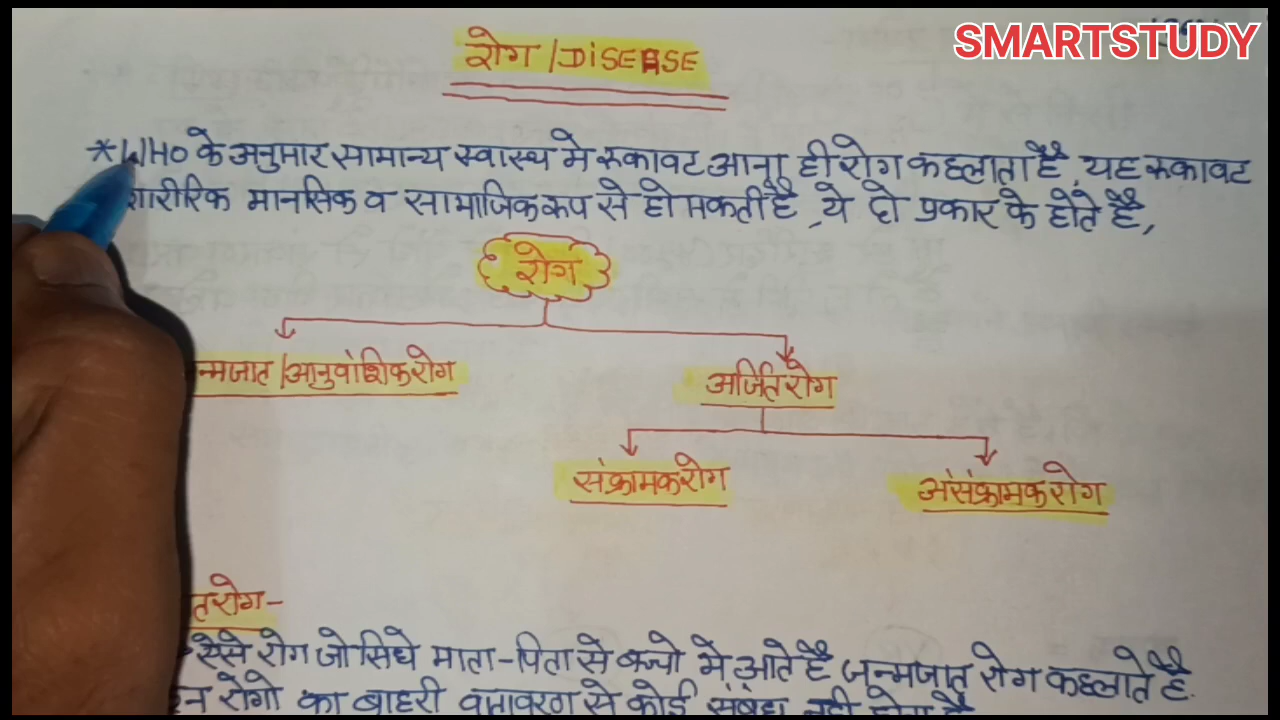 SMARTSTUDY
रोग / DISEASE
* WHO के अनुसार सामान्य स्वास्थ्य मे रूकावट आना ही रोग कहलाता है, यह रूकावट
शारीरिक मानसिक व सामाजिक रूप से हो सकती है, ये दो प्रकार के होते है,
रोग
न्मजात / आनुवांशिक रोग
अर्जित रोग
संक्रामक रोग
अंसंक्रामक रोग
त रोग -
ऐसे रोग जो सिधे माता - पिता से बच्चो मे आते है जन्मजात रोग कहलाते है.
रोगो का बाहरी वातावरण से कोई संबंध नही होता है